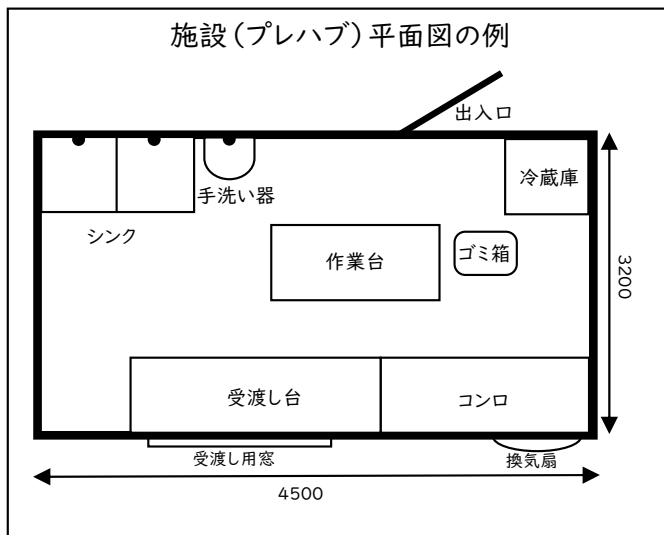 施設(プレハブ)平面図の例
出入口
冷蔵庫
手洗い器
シンク
作業台
ゴミ箱
3200
受渡し台
コンロ
受渡し用窓
換気扇
4500